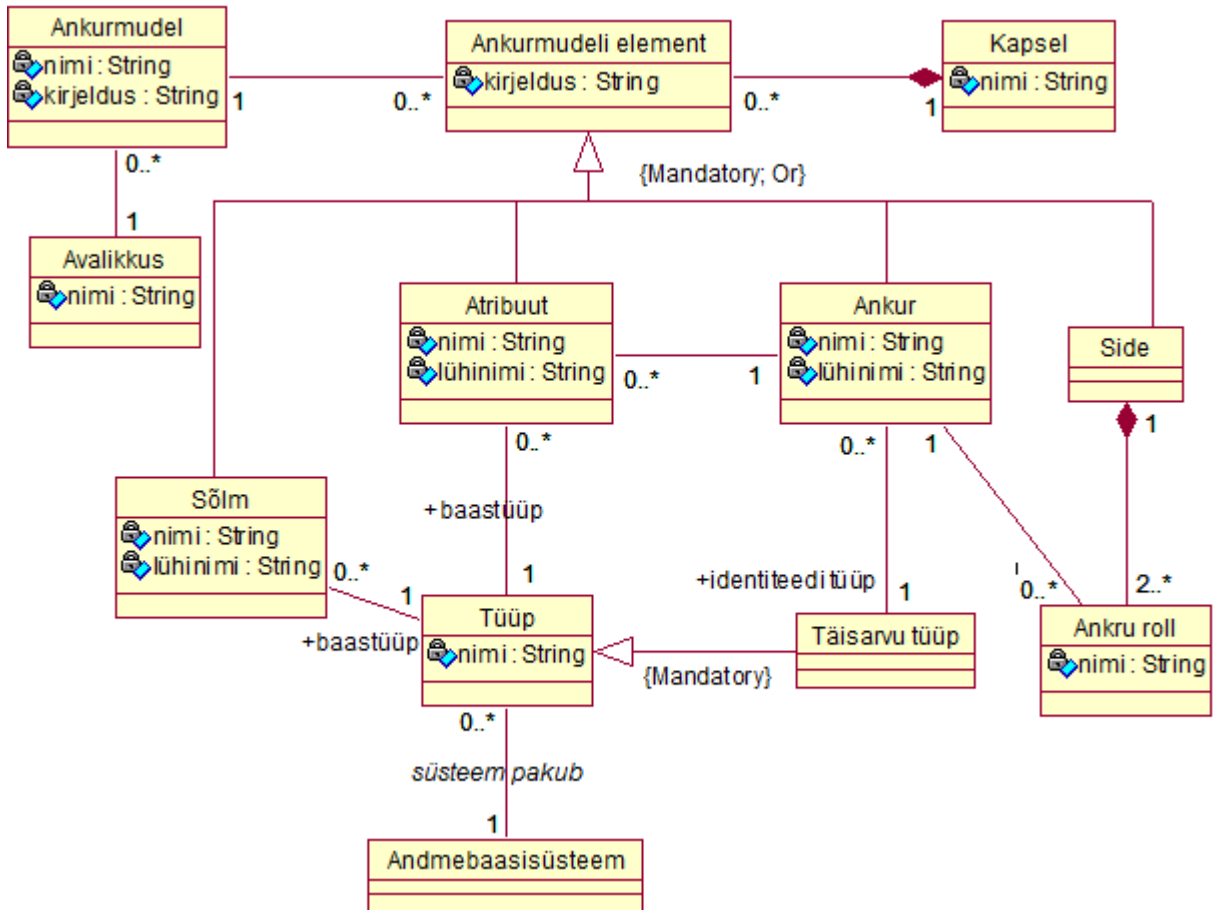 Ankurmudel
nimi : String
kirjeldus : String
Ankurmudeli element
kirjeldus : String
Kapsel
nimi : String
1
0..*
0..*
1
0..*
{Mandatory; Or}
1
Avalikkus
nimi : String
Atribuut
nimi : String
lühinimi : String
Ankur
nimi : String
lühinimi : String
Side
0..*
1
1
0..*
0..*
1
Sõlm
nimi : String
lühinimi : String
+baastüüp
0..*
1
1
+identiteedi tüüp
1
0..*
2..*
+baastüüp
Tüüp
nimi : String
Täisarvu tüüp
Ankru roll
nimi : String
{Mandatory}
0..*
süsteem pakub
1
Andmebaasisüsteem